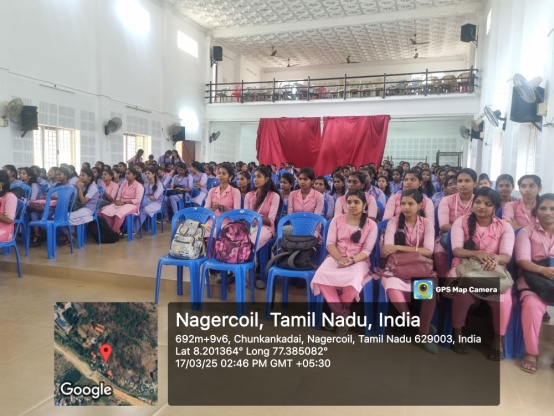 GPS Map Camera
Nagercoil, Tamil Nadu, India
692m+9v6, Chunkankadai, Nagercoil, Tamil Nadu 629003, India
Lat 8.201364° Long 77.385082°
17/03/25 02:46 PM GMT +05:30
Google